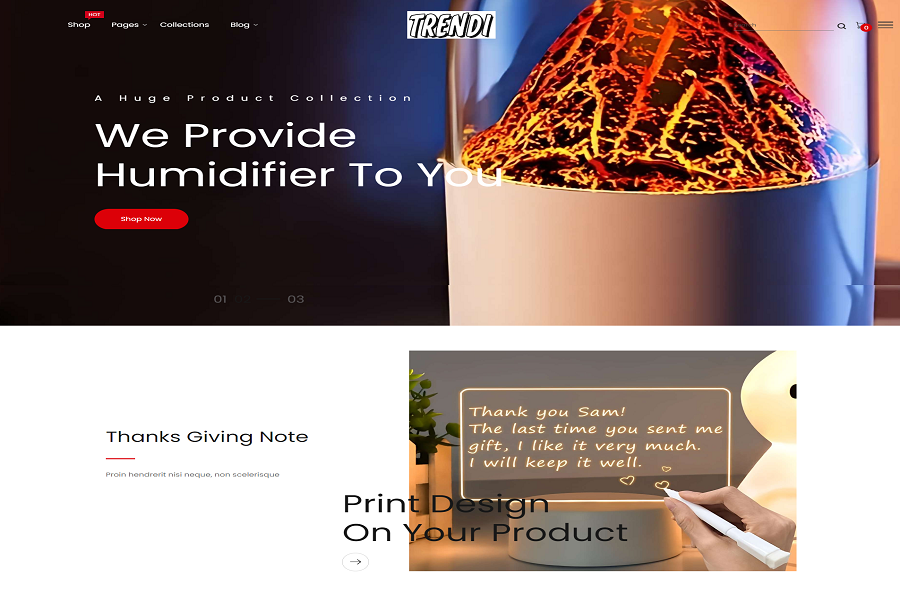 HOT
Shop
Pages
Collections
Blog
TRENDI
0
A Huge Product Collection
We Provide
Humidifier To You
Shop Now
01 02 03
Thank you Sam!
The last time you sent me
gift, I like it very much.
I will keep it well.
Thanks Giving Note
Proin hendrerit nisi neque, non scelerisque
Print Design
On Your Product